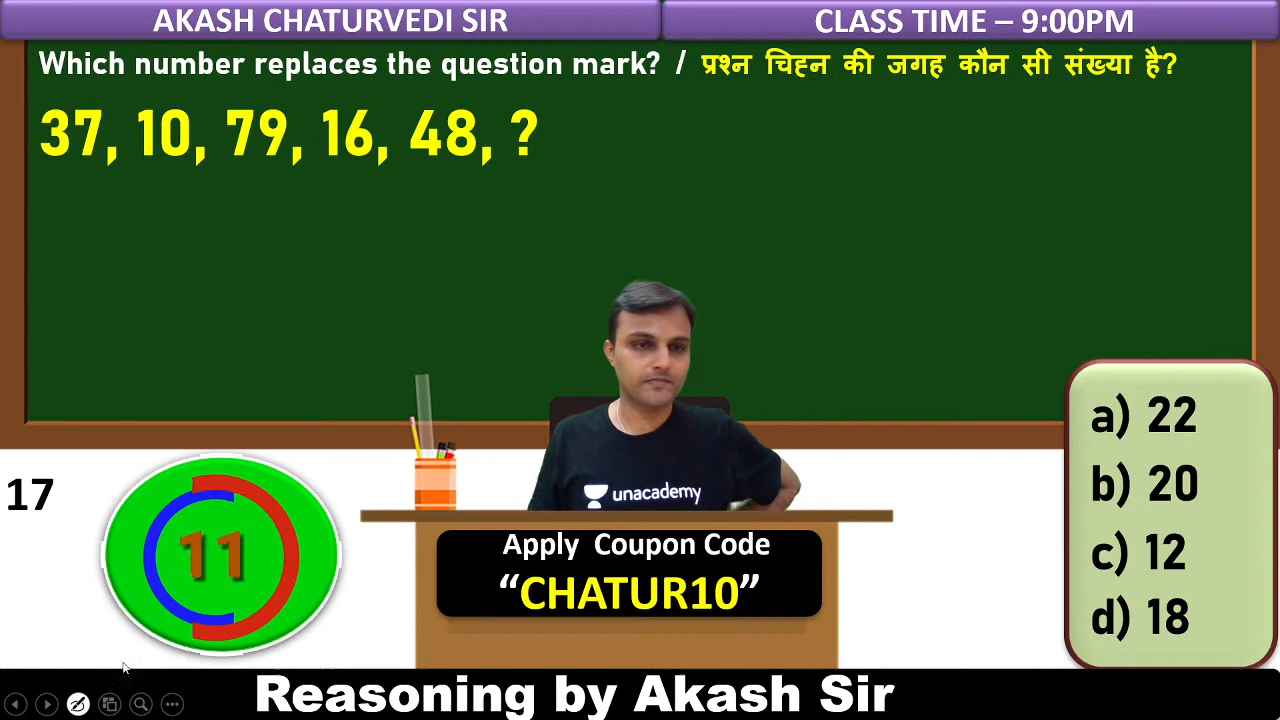 AKASH CHATURVEDI SIR
CLASS TIME – 9:00PM
Which number replaces the question mark? / प्रश्न चिह्न की जगह कौन सी संख्या है?
37, 10, 79, 16, 48, ?
a) 22
b) 20
c) 12
d) 18
17
11
unacademy
Apply Coupon Code
“CHATUR10”
Reasoning by Akash Sir